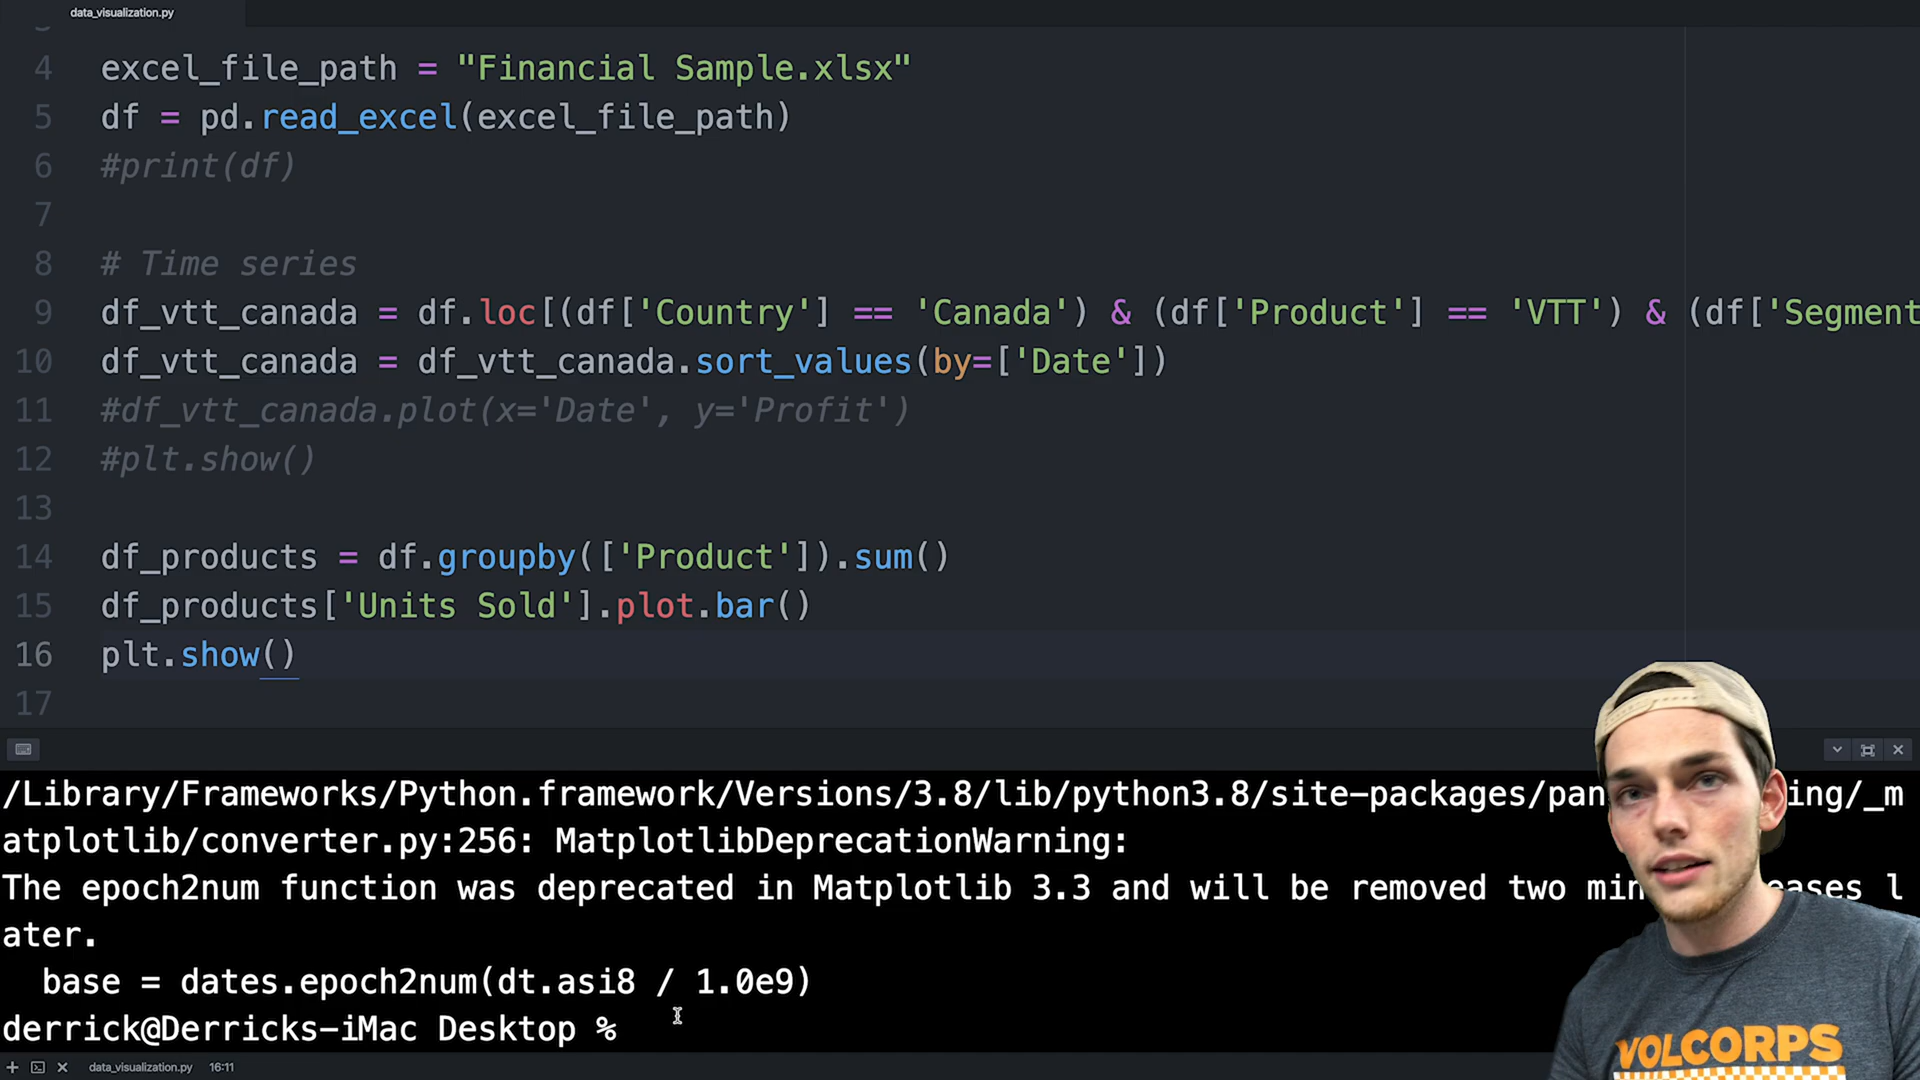 data_visualization.py
4 excel_file_path = "Financial Sample.xlsx"
5 df = pd.read_excel(excel_file_path)
6 #print(df)
7
8 # Time series
9 df_vtt_canada = df.loc[(df['Country'] == 'Canada') & (df['Product'] == 'VTT') & (df['Segment
10 df_vtt_canada = df_vtt_canada.sort_values(by=['Date'])
11 #df_vtt_canada.plot(x='Date', y='Profit')
12 #plt.show()
13
14 df_products = df.groupby(['Product']).sum()
15 df_products['Units Sold'].plot.bar()
16 plt.show()
17
/Library/Frameworks/Python.framework/Versions/3.8/lib/python3.8/site-packages/pan ing/_m
atplotlib/converter.py:256: MatplotlibDeprecationWarning:
The epoch2num function was deprecated in Matplotlib 3.3 and will be removed two min eases l
ater.
base = dates.epoch2num(dt.asi8 / 1.0e9)
derrick@Derricks-iMac Desktop %
VOLCORPS
data_visualization.py 16:11